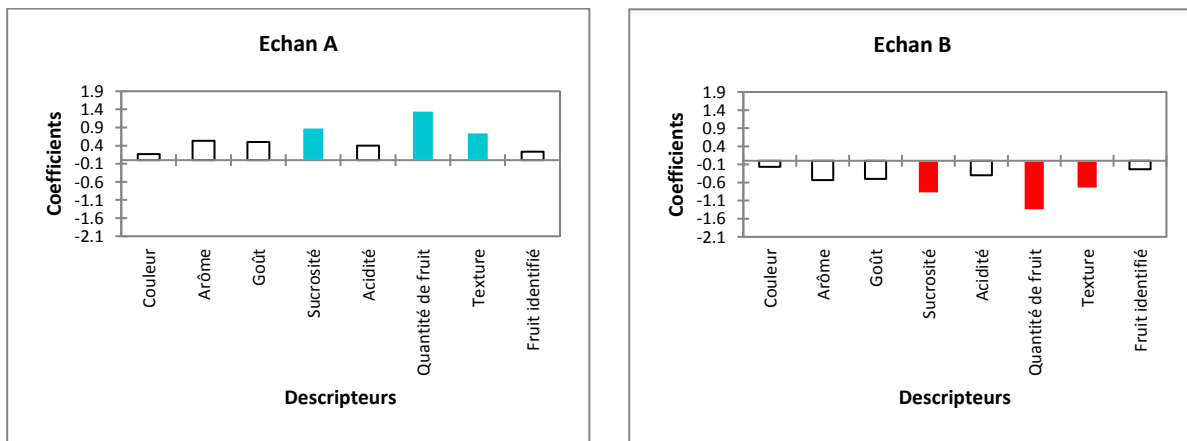 Echan A
Coefficients
1.9
1.4
0.9
0.4
-0.1
-0.6
-1.1
-1.6
-2.1
Couleur
Arôme
Goût
Sucrosité
Acidité
Quantité de fruit
Texture
Fruit identifié
Descripteurs
Echan B
Coefficients
1.9
1.4
0.9
0.4
-0.1
-0.6
-1.1
-1.6
-2.1
Couleur
Arôme
Goût
Sucrosité
Acidité
Quantité de fruit
Texture
Fruit identifié
Descripteurs